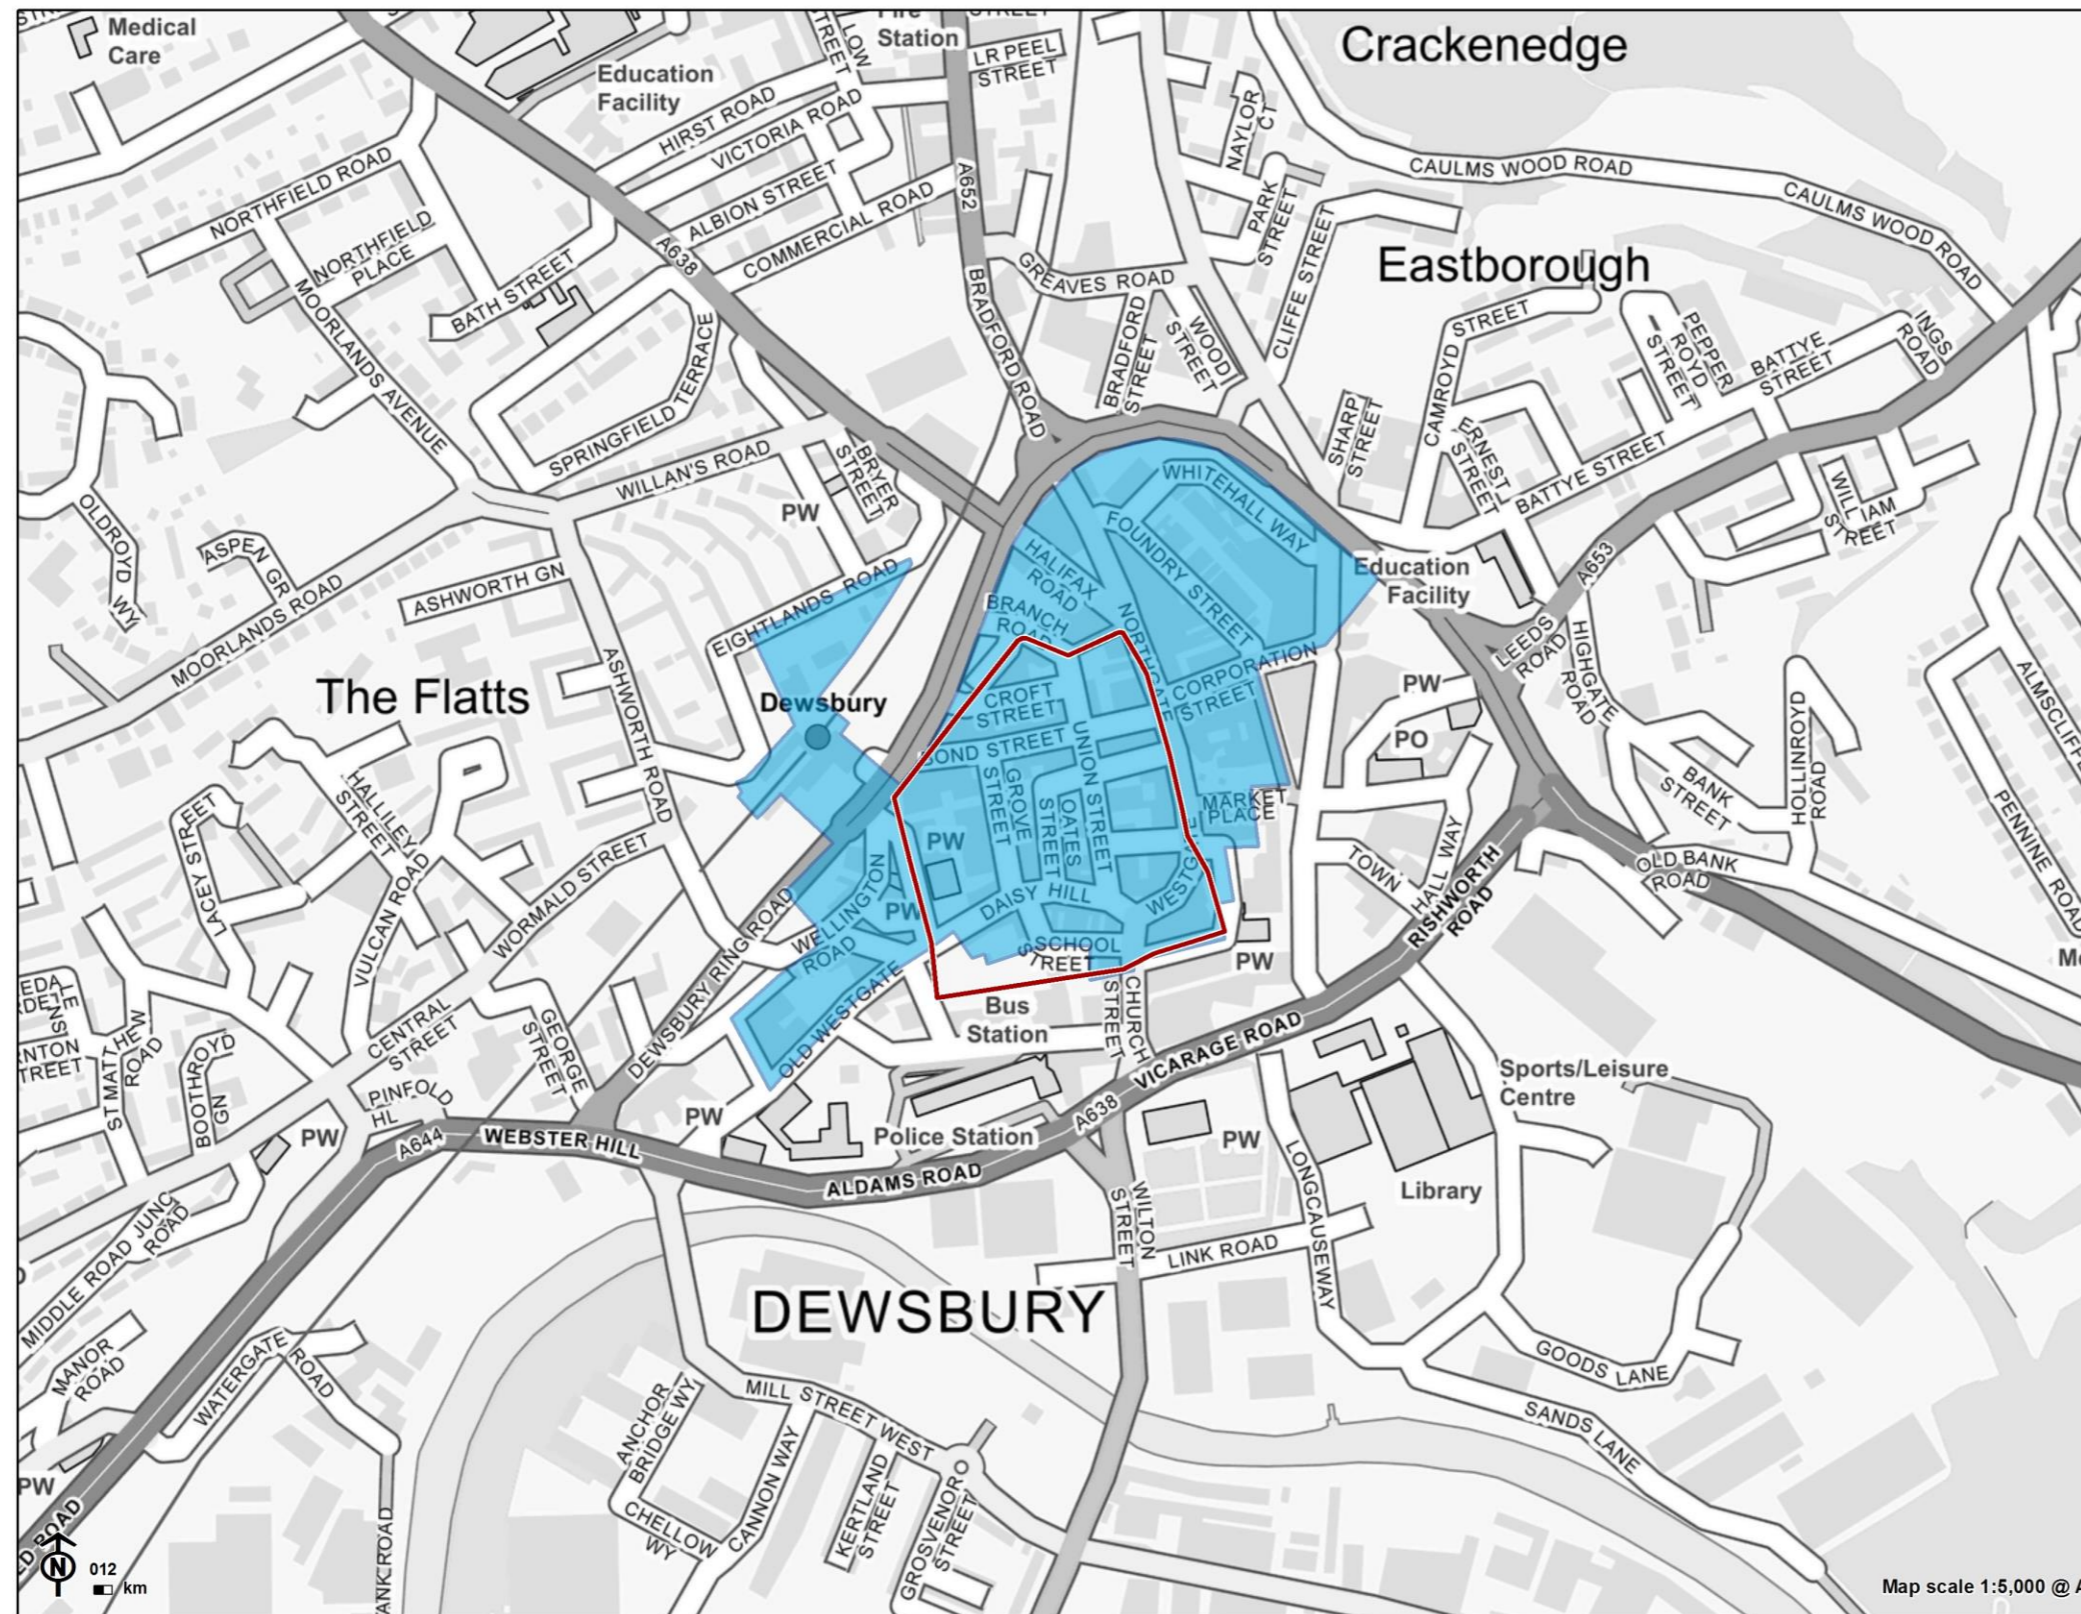 Medical
Care
Station
STREET
LOW
STREET
LR PEEL
STREET
Crackenedge
Education
Facility
HIRST ROAD
VICTORIA ROAD
ALBION STREET
COMMERCIAL ROAD
A652
NAYLOR
CT
PARK
STREET
CAULMS WOOD ROAD
CAULMS WOOD ROAD
NORTHFIELD ROAD
NORTHFIELD
PLACE
A638
BATH STREET
MOORLANDS AVENUE
GREAVES ROAD
BRADFORD ROAD
BRADFORD
STREET
WOOD
STREET
CLIFFE STREET
Eastborough
CAMROYD STREET
PEPPER
ROYD
STREET
BATTYE
STREET
INGS
ROAD
SPRINGFIELD TERRACE
WILLAN'S ROAD
BRYER
STREET
PW
SHARP
STREET
ERNEST
STREET
BATTYE STREET
WILLIAM
STREET
OLDROYD
WY
ASPEN GR
ASHWORTH GN
MOORLANDS ROAD
WHITEHALL WAY
FOUNDRY STREET
HALIFAX
ROAD
BRANCH
ROAD
NORTHGATE
Education
Facility
A653
LEEDS
ROAD
HIGHGATE
ROAD
EIGHTLANDS ROAD
The Flatts
ASHWORTH ROAD
Dewsbury
CORPORATION
STREET
CROFT
STREET
BOND STREET
UNION STREET
GROVE
STREET
OATES
STREET
MARKET
PLACE
PW
PO
HOLLINROYD
ROAD
ALMSCLIFFE
BANK
STREET
PENNINE ROAD
HALLILEY
STREET
LACEY STREET
VULCAN ROAD
WORMALD STREET
PW
PW
WELLINGTON
ROAD
DAISY HILL
WESTGATE
SCHOOL
STREET
PW
TOWN
HALL WAY
RISHWORTH
ROAD
OLD BANK
ROAD
DEWSBURY RING ROAD
OLD WESTGATE
Bus
Station
CHURCH
STREET
VICARAGE ROAD
CENTRAL
STREET
GEORGE
STREET
ST MATTHEW
ROAD
BOOTHROYD
GN
PINFOLD
HL
PW
A644
WEBSTER HILL
PW
Police Station
A638
ALDAMS ROAD
PW
Sports/Leisure
Centre
Library
LONGCAUSEWAY
WILTON
STREET
LINK ROAD
MIDDLE ROAD
JUNC
ROAD
DEWSBURY
MANOR
ROAD
WATERGATE ROAD
GOODS LANE
SANDS LANE
MILL STREET WEST
ANCHOR
BRIDGE WY
CANNON WAY
CHELLOW
WY
KERTLAND
STREET
GROSVENOR
STREET
PW
N
012
km
Map scale 1:5,000 @ A